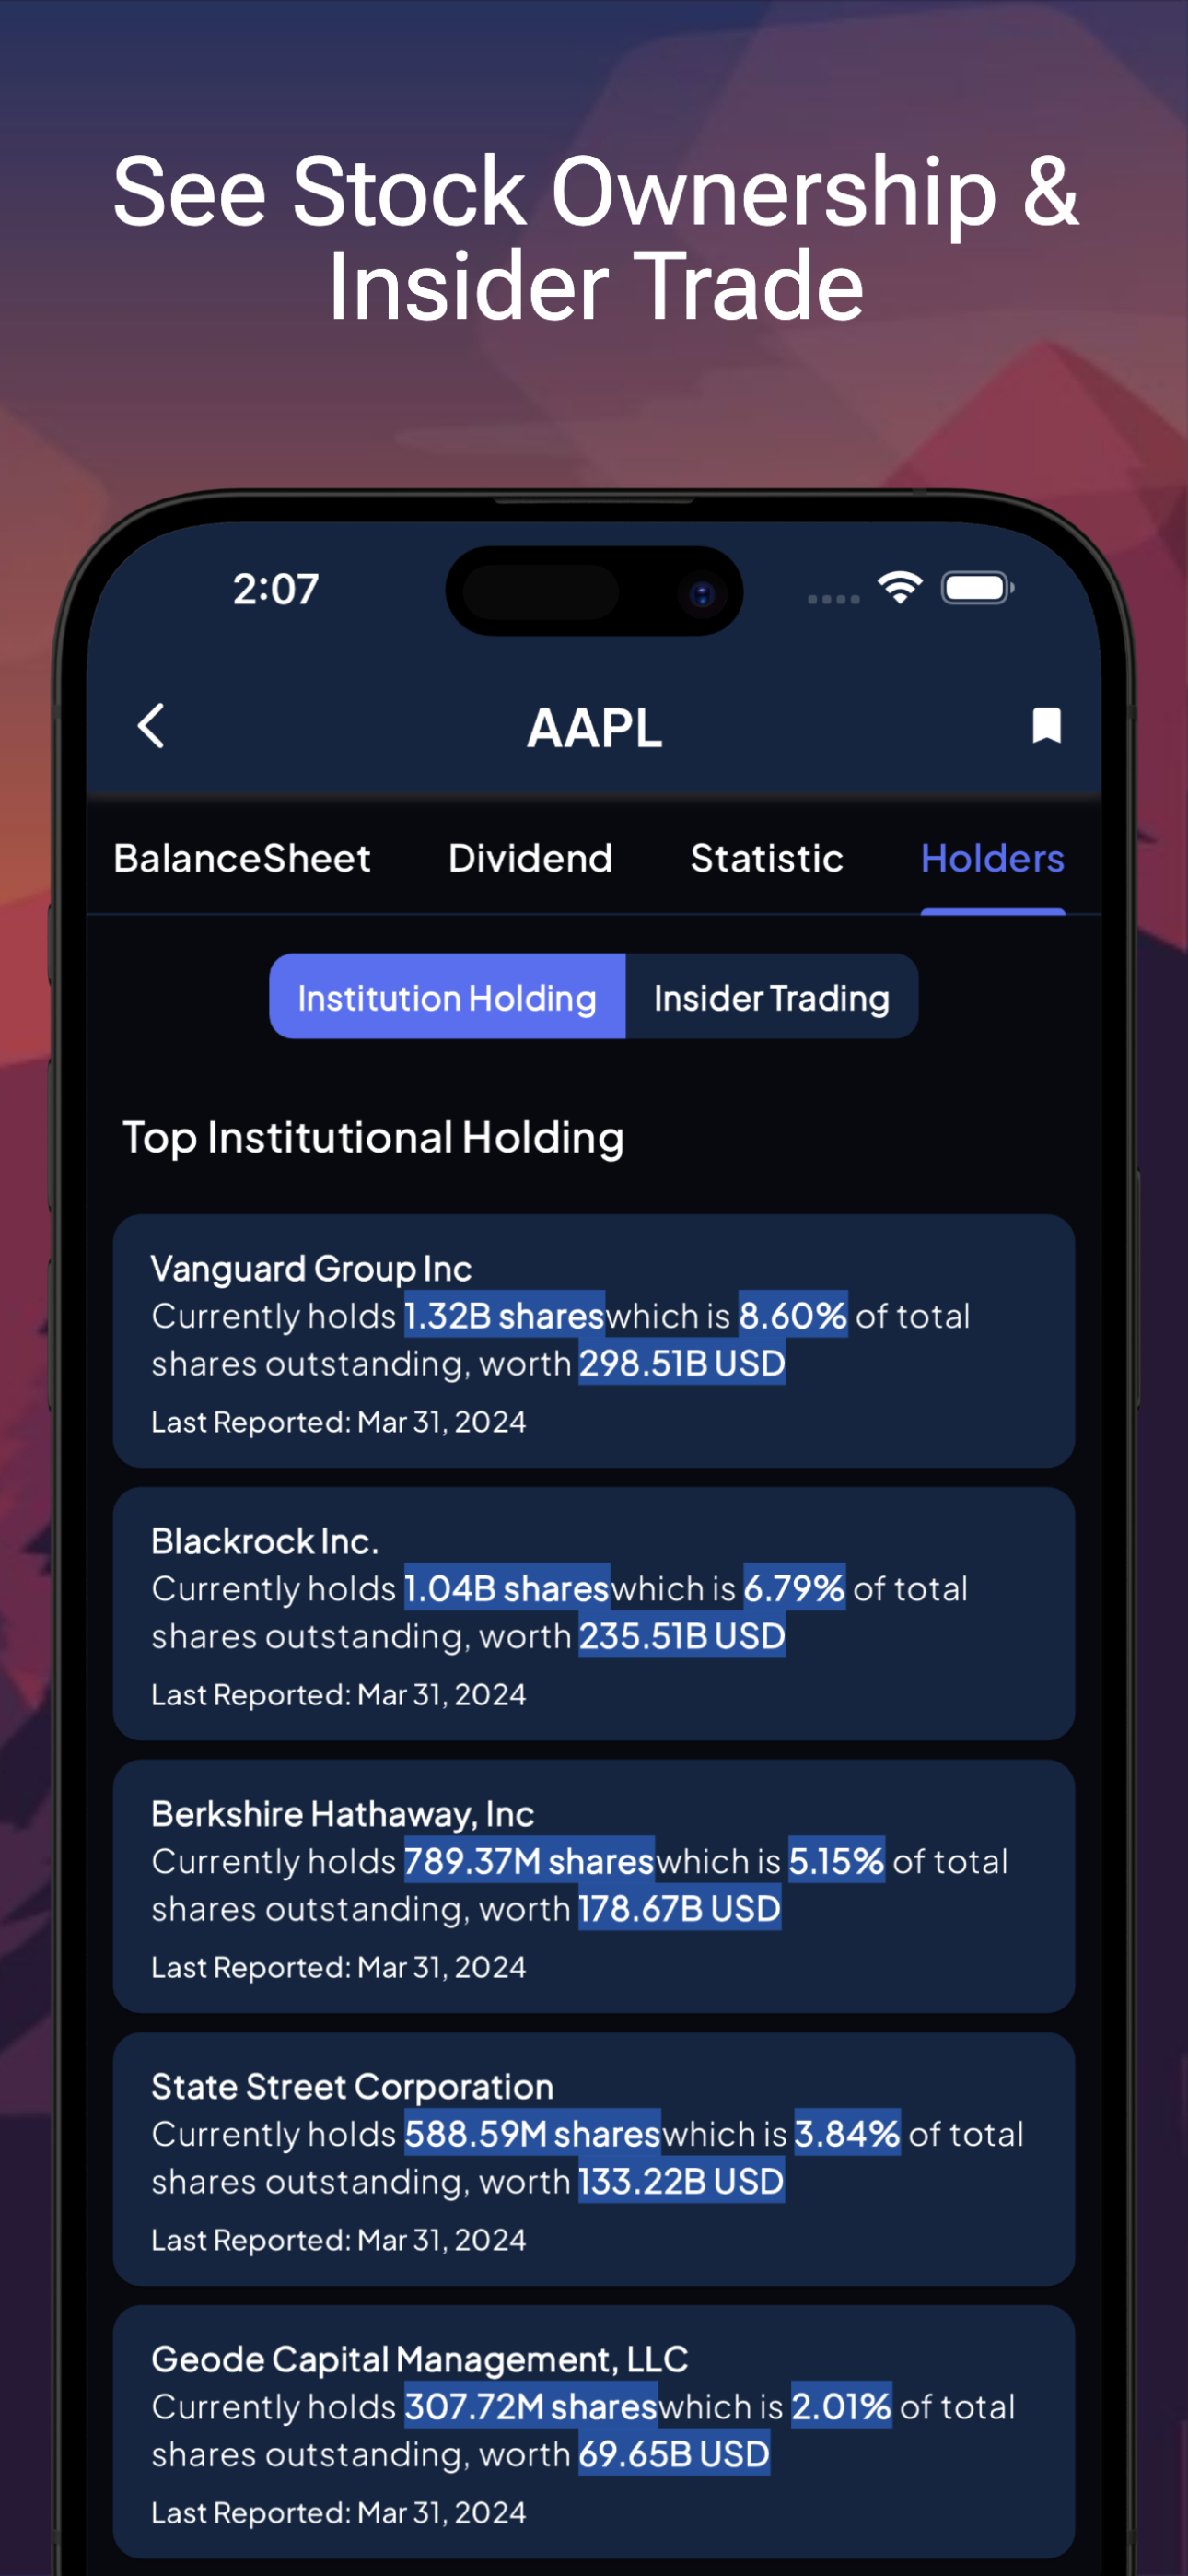 See Stock Ownership &
Insider Trade
2:07
AAPL
BalanceSheet Dividend Statistic Holders
Institution Holding Insider Trading
Top Institutional Holding
Vanguard Group Inc
Currently holds 1.32B shareswhich is 8.60% of total
shares outstanding, worth 298.51B USD
Last Reported: Mar 31, 2024
Blackrock Inc.
Currently holds 1.04B shareswhich is 6.79% of total
shares outstanding, worth 235.51B USD
Last Reported: Mar 31, 2024
Berkshire Hathaway, Inc
Currently holds 789.37M shareswhich is 5.15% of total
shares outstanding, worth 178.67B USD
Last Reported: Mar 31, 2024
State Street Corporation
Currently holds 588.59M shareswhich is 3.84% of total
shares outstanding, worth 133.22B USD
Last Reported: Mar 31, 2024
Geode Capital Management, LLC
Currently holds 307.72M shareswhich is 2.01% of total
shares outstanding, worth 69.65B USD
Last Reported: Mar 31, 2024